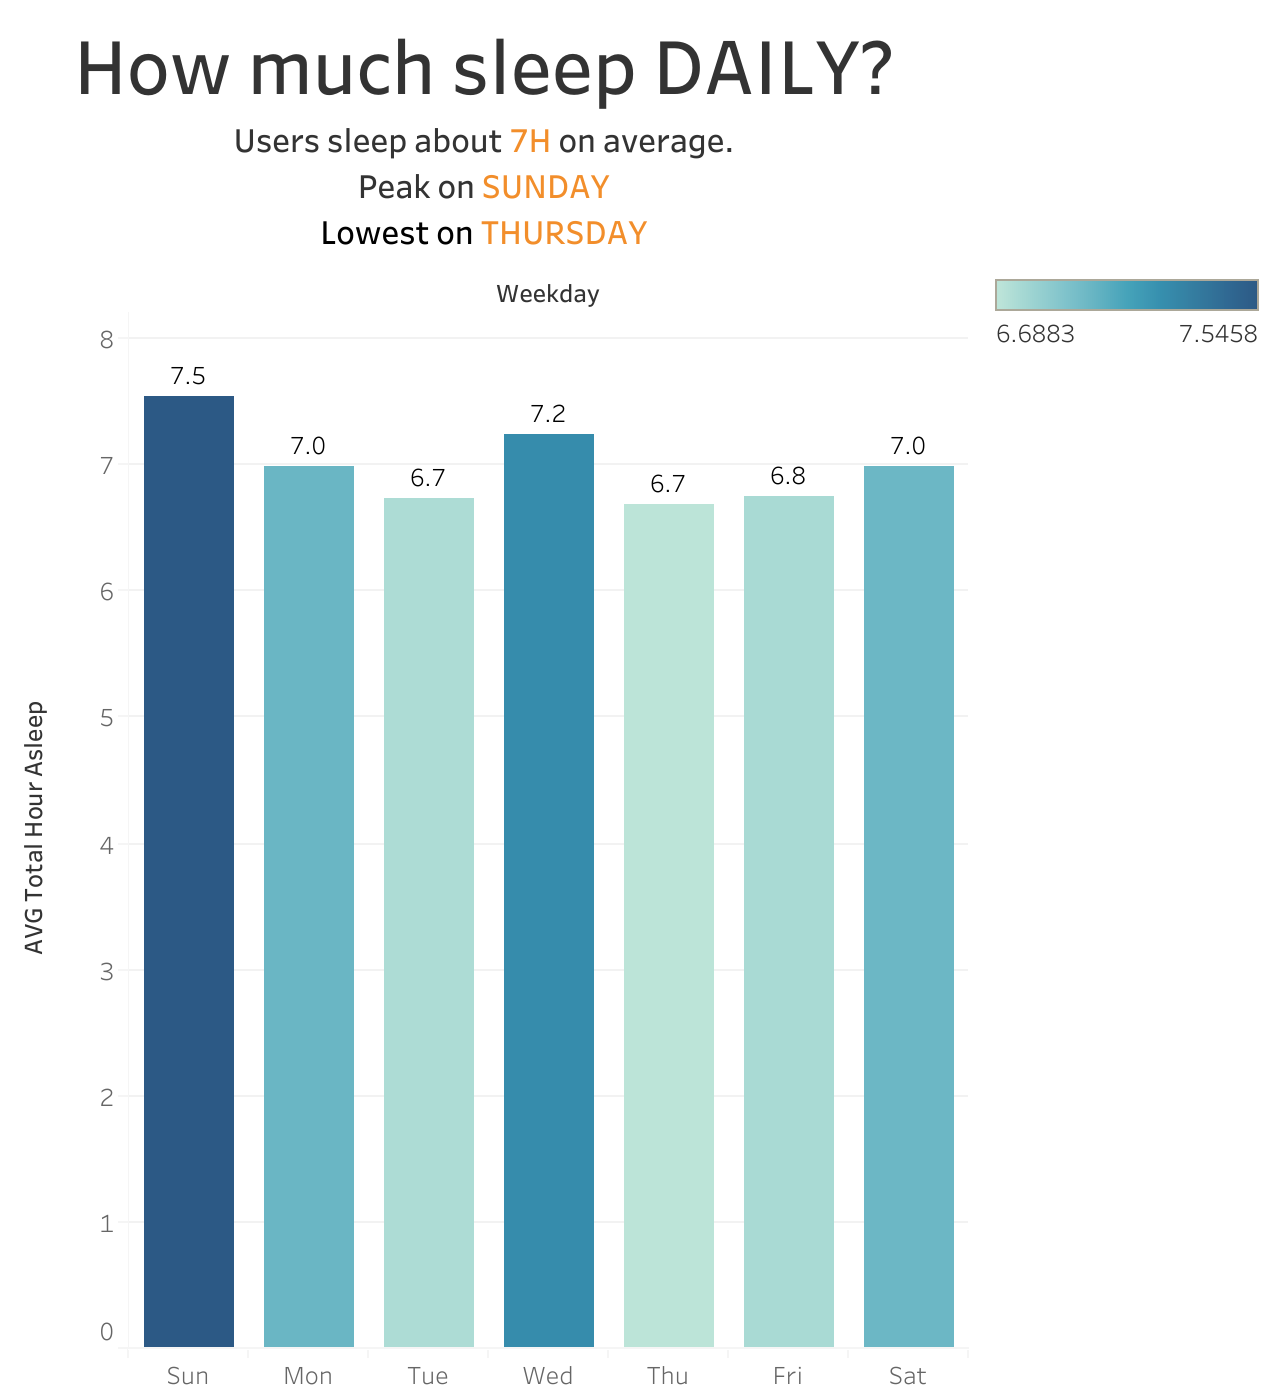 How much sleep DAILY?
Users sleep about 7H on average.
Peak on SUNDAY
Lowest on THURSDAY
Weekday
6.6883 7.5458
AVG Total Hour Asleep
8
7
6
5
4
3
2
1
0
7.5
7.0
6.7
7.2
6.7
6.8
7.0
Sun Mon Tue Wed Thu Fri Sat